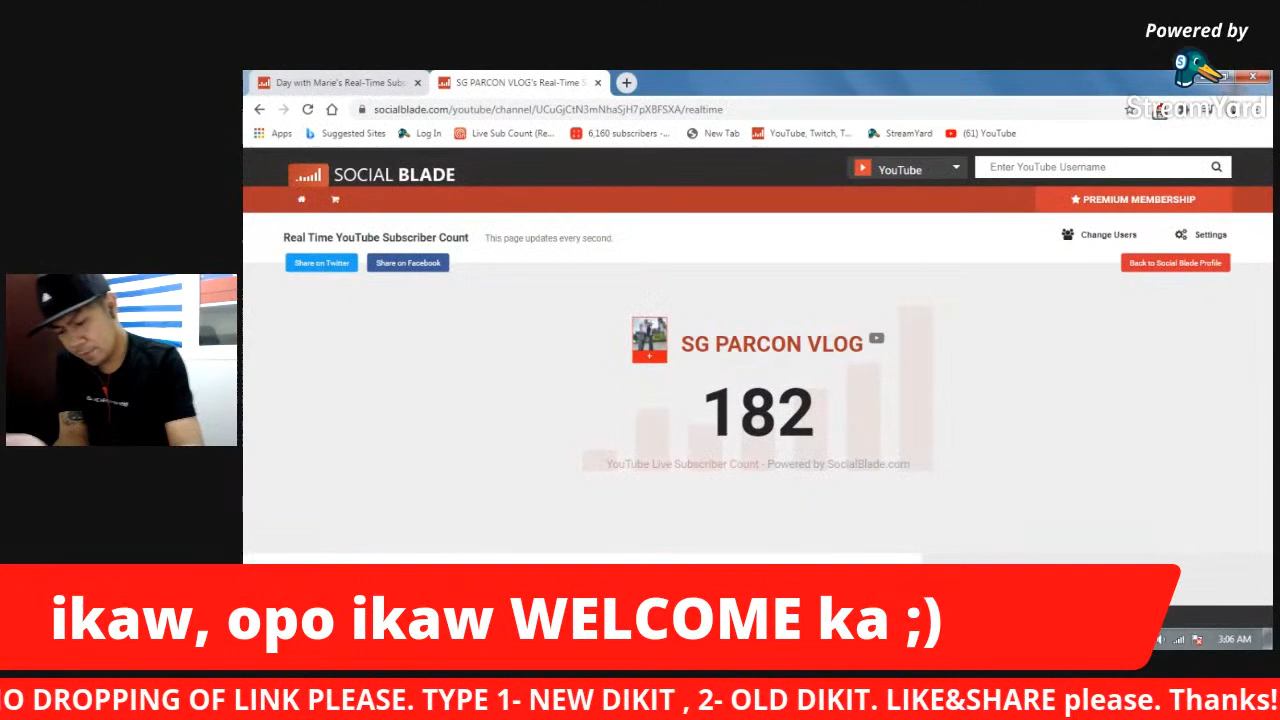 Powered by
StreamYard
Day with Marie's Real-Time Subs
SG PARCON VLOG's Real-Time S
socialblade.com/youtube/channel/UCuGjCtN3mNhaSjH7pXBFSXA/realtime
Apps Suggested Sites Log In Live Sub Count (Re... 6,160 subscribers -... New Tab YouTube, Twitch, T... StreamYard (61) YouTube
SOCIAL BLADE
YouTube
Enter YouTube Username
PREMIUM MEMBERSHIP
Real Time YouTube Subscriber Count This page updates every second.
Change Users Settings
Share on Twitter Share on Facebook
Back to Social Blade Profile
SG PARCON VLOG
182
YouTube Live Subscriber Count - Powered by SocialBlade.com
ikaw, opo ikaw WELCOME ka ;)
3:06 AM
O DROPPING OF LINK PLEASE. TYPE 1- NEW DIKIT , 2- OLD DIKIT. LIKE&SHARE please. Thanks!